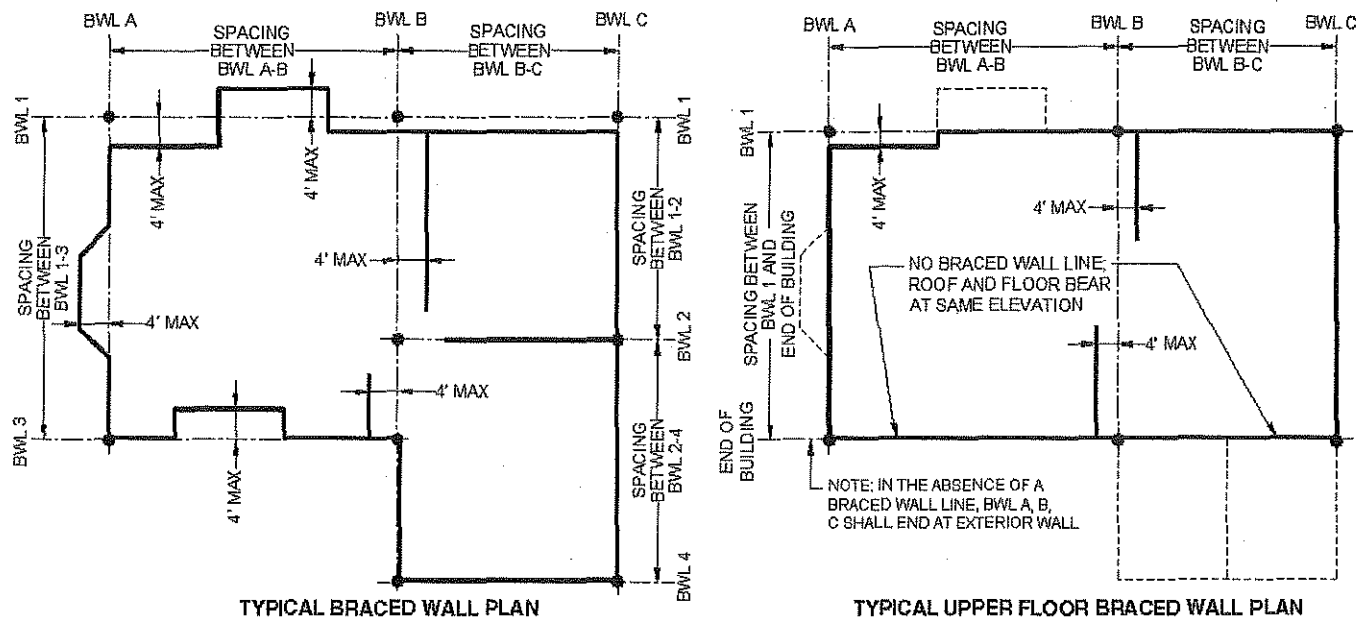 BWL A
BWL B
BWL C
SPACING
BETWEEN
BWL A-B
SPACING
BETWEEN
BWL B-C
BWL 1
BWL 1
4' MAX
4' MAX
SPACING
BETWEEN
BWL 1-3
4' MAX
4' MAX
SPACING
BETWEEN
BWL 1-2
BWL 2
4' MAX
BWL 3
4' MAX
SPACING
BETWEEN
BWL 2-4
BWL 4
TYPICAL BRACED WALL PLAN
BWL A
BWL B
BWL C
SPACING
BETWEEN
BWL A-B
SPACING
BETWEEN
BWL B-C
BWL 1
4' MAX
4' MAX
SPACING BETWEEN
BWL 1 AND
END OF BUILDING
NO BRACED WALL LINE;
ROOF AND FLOOR BEAR
AT SAME ELEVATION
4' MAX
END OF
BUILDING
NOTE: IN THE ABSENCE OF A
BRACED WALL LINE, BWL A, B,
C SHALL END AT EXTERIOR WALL
TYPICAL UPPER FLOOR BRACED WALL PLAN